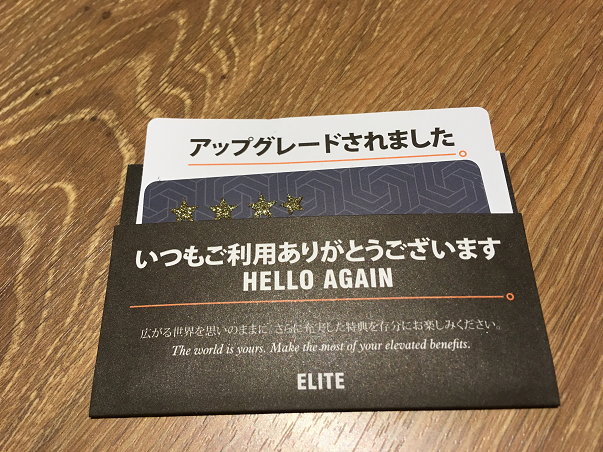 アップグレードされました
いつもご利用ありがとうございます
HELLO AGAIN
広がる世界を思いのままに、さらに充実した特典を存分にお楽しみください。
The world is yours. Make the most of your elevated benefits.
ELITE